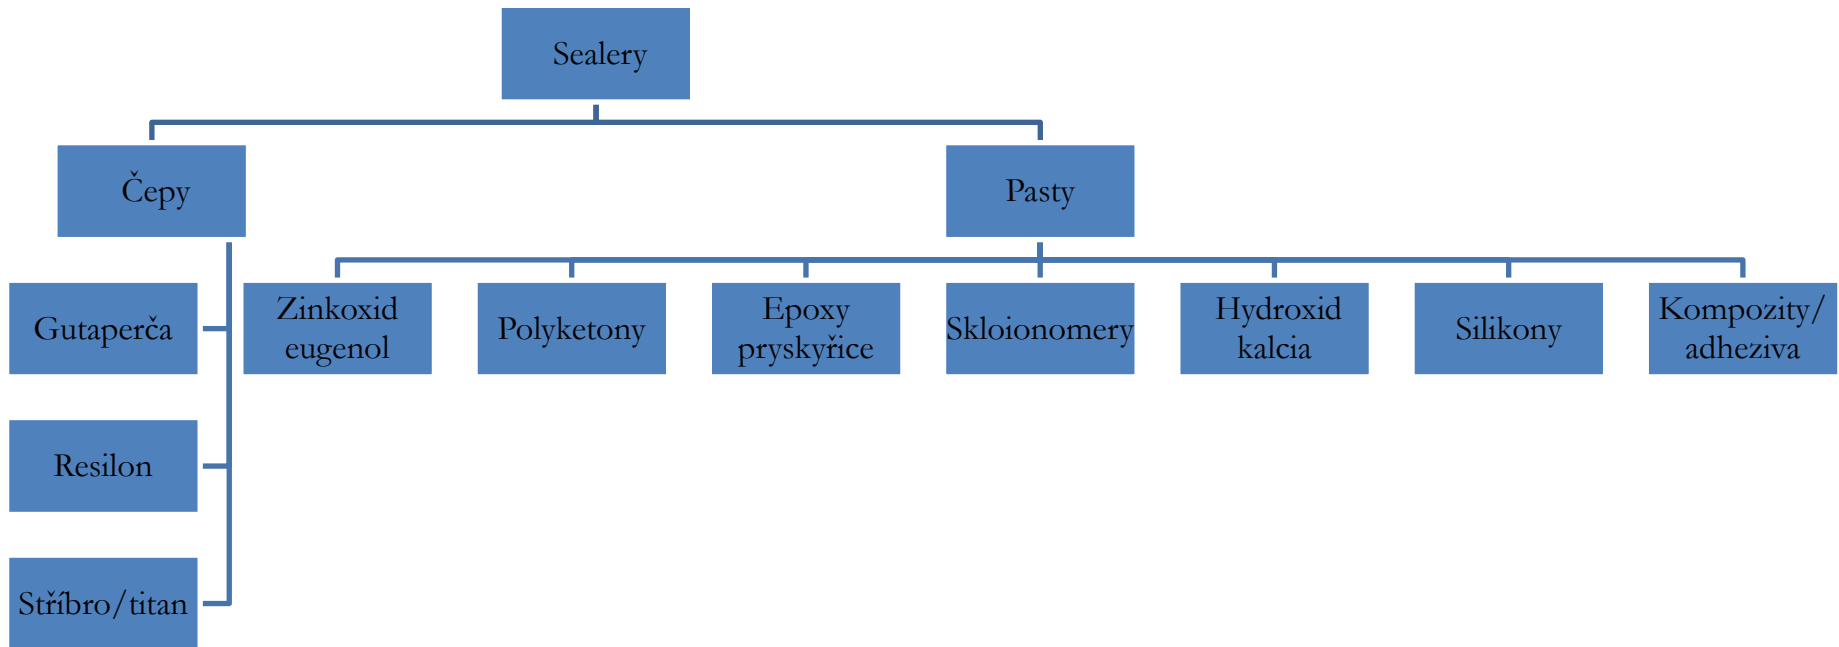 Sealery
Čepy
Pasty
Gutaperča
Resilon
Stříbro/titan
Zinkoxid
eugenol
Polyketony
Epoxy
pryskyřice
Skloionomery
Hydroxid
kalcia
Silikony
Kompozity/
adheziva